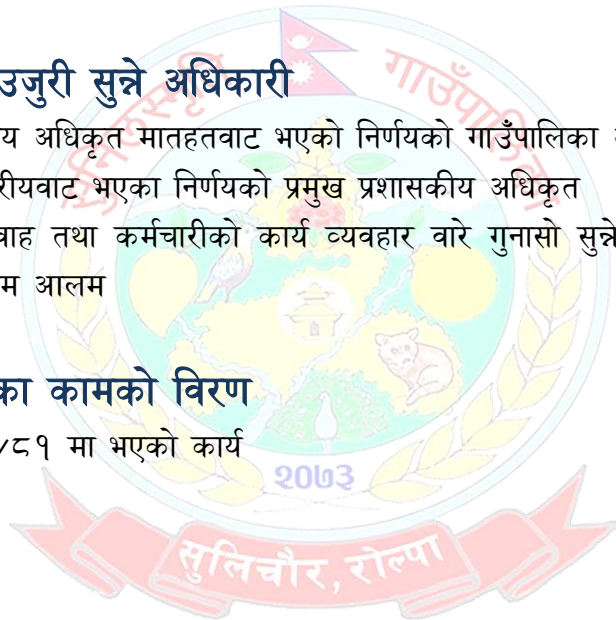 उजुरी सुन्ने अधिकारी
य अधिकृत मातहतवाट भएको निर्णयको गाउँपालिका
रीयवाट भएका निर्णयको प्रमुख प्रशासकीय अधिकृत
वाह तथा कर्मचारीको कार्य व्यवहार वारे गुनासो सुन्ने
म आलम
का कामको विरण
/८१ मा भएको कार्य
सुनिलस्मृति गाउँपालिका
२०७३
सुलिचौर, रोल्पा